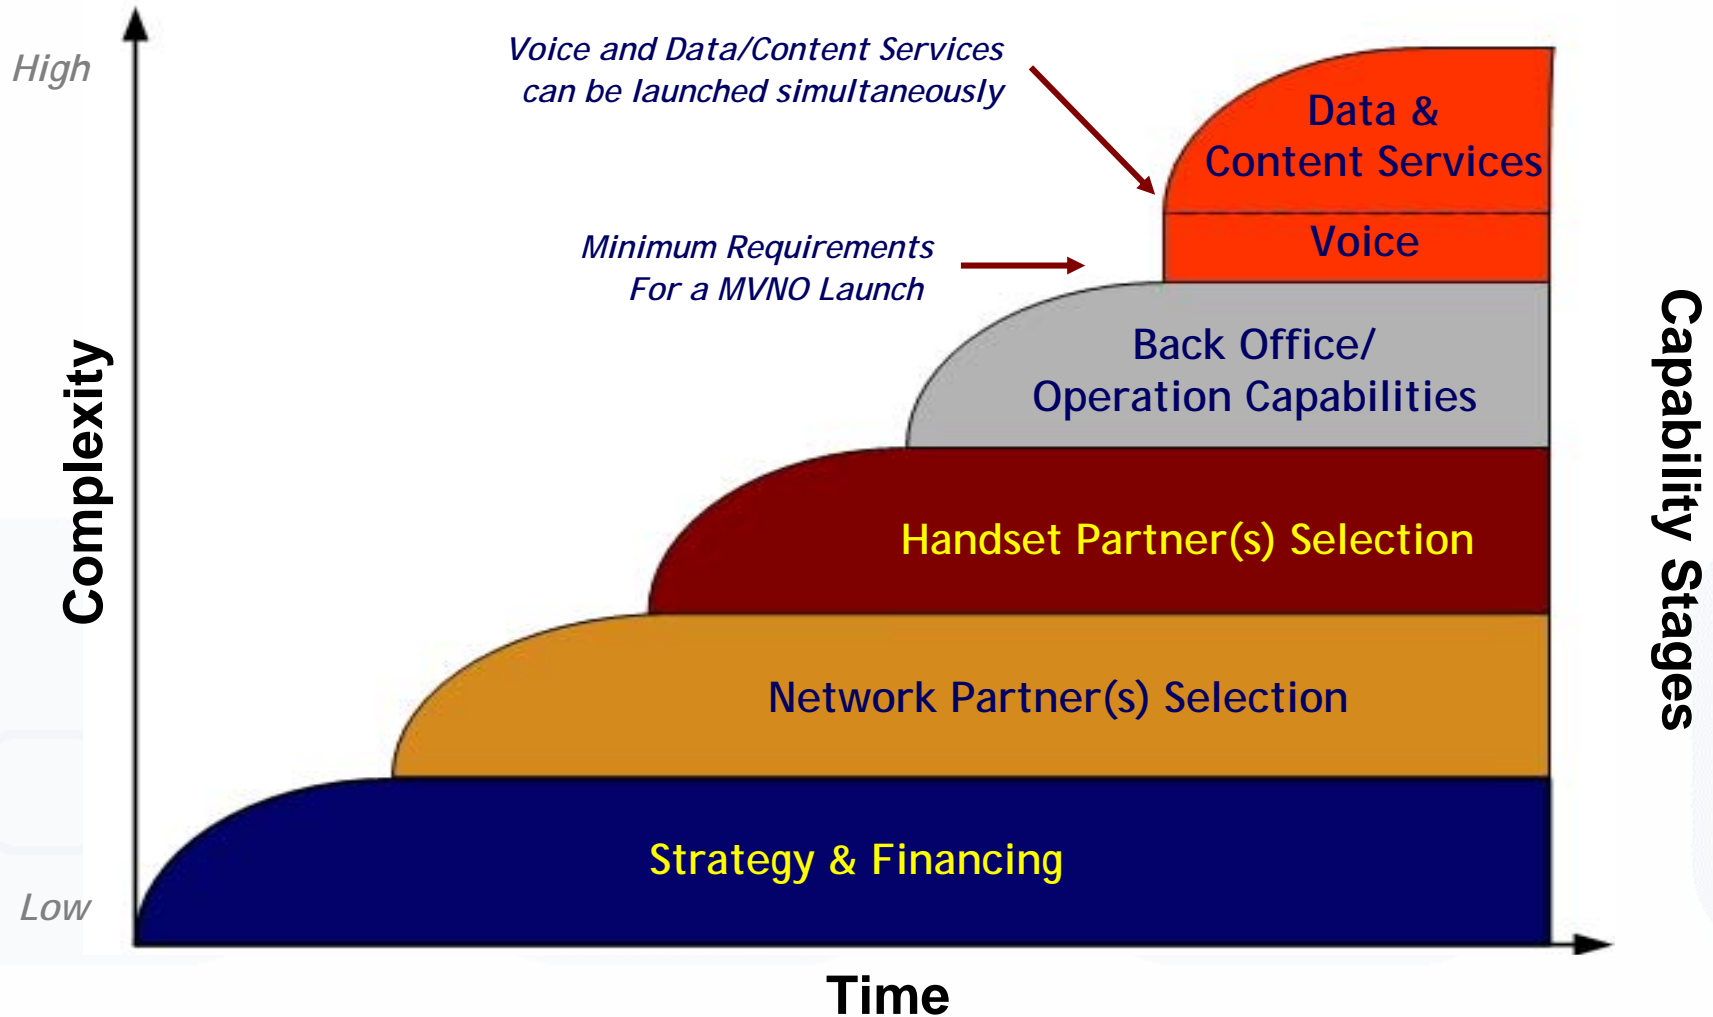 High
Voice and Data/Content Services
can be launched simultaneously
Data &
Content Services
Voice
Minimum Requirements
For a MVNO Launch
Back Office/
Operation Capabilities
Complexity
Capability Stages
Handset Partner(s) Selection
Network Partner(s) Selection
Strategy & Financing
Low
Time